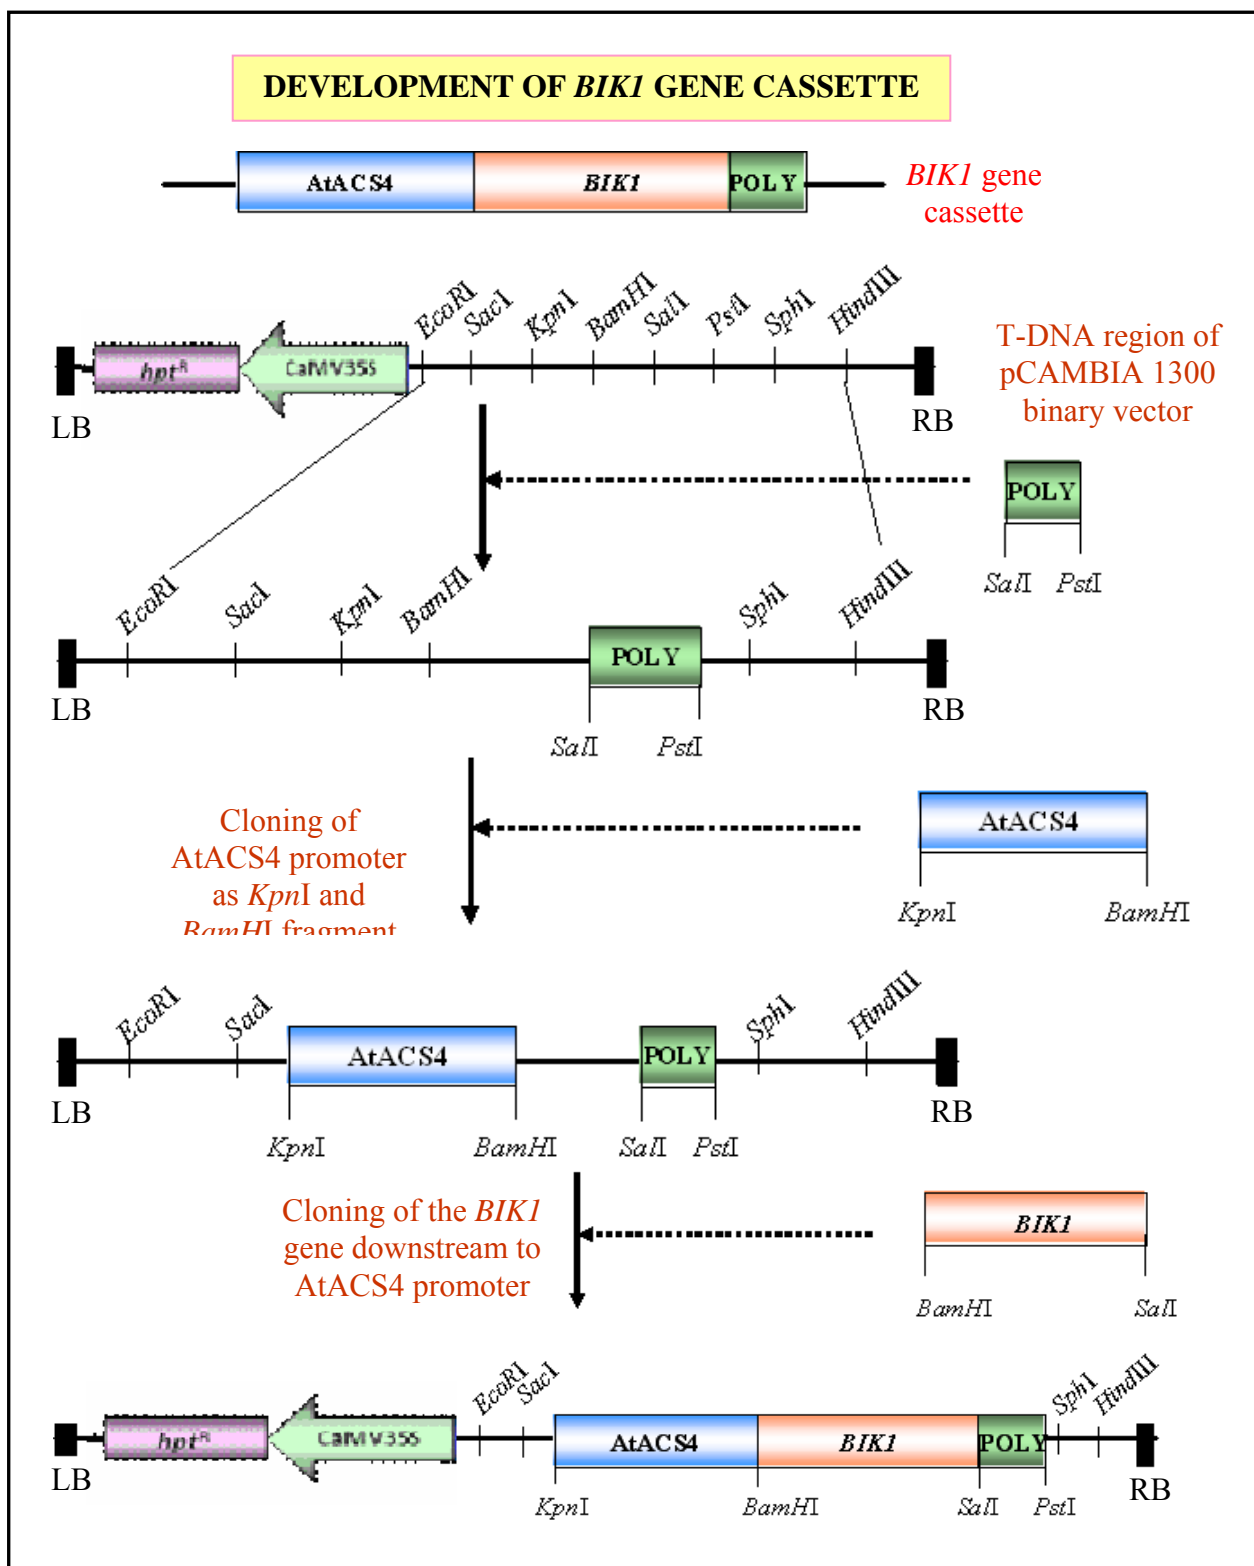 DEVELOPMENT OF BIK1 GENE CASSETTE
AtACS4 BIK1 POLY
BIK1 gene
cassette
EcoRI SacI KpnI BamHI SalI PstI SphI HindIII
hptR CaMV35S
LB RB
T-DNA region of
pCAMBIA 1300
binary vector
POLY
SalI PstI
EcoRI SacI KpnI BamHI SphI HindIII
POLY
LB RB
SalI PstI
Cloning of
AtACS4 promoter
as KpnI and
BamHI fragment
AtACS4
KpnI BamHI
EcoRI SacI SphI HindIII
AtACS4 POLY
LB RB
KpnI BamHI SalI PstI
Cloning of the BIK1
gene downstream to
AtACS4 promoter
BIK1
BamHI SalI
EcoRI SacI SphI HindIII
hptR CaMV35S AtACS4 BIK1 POLY
LB RB
KpnI BamHI SalI PstI